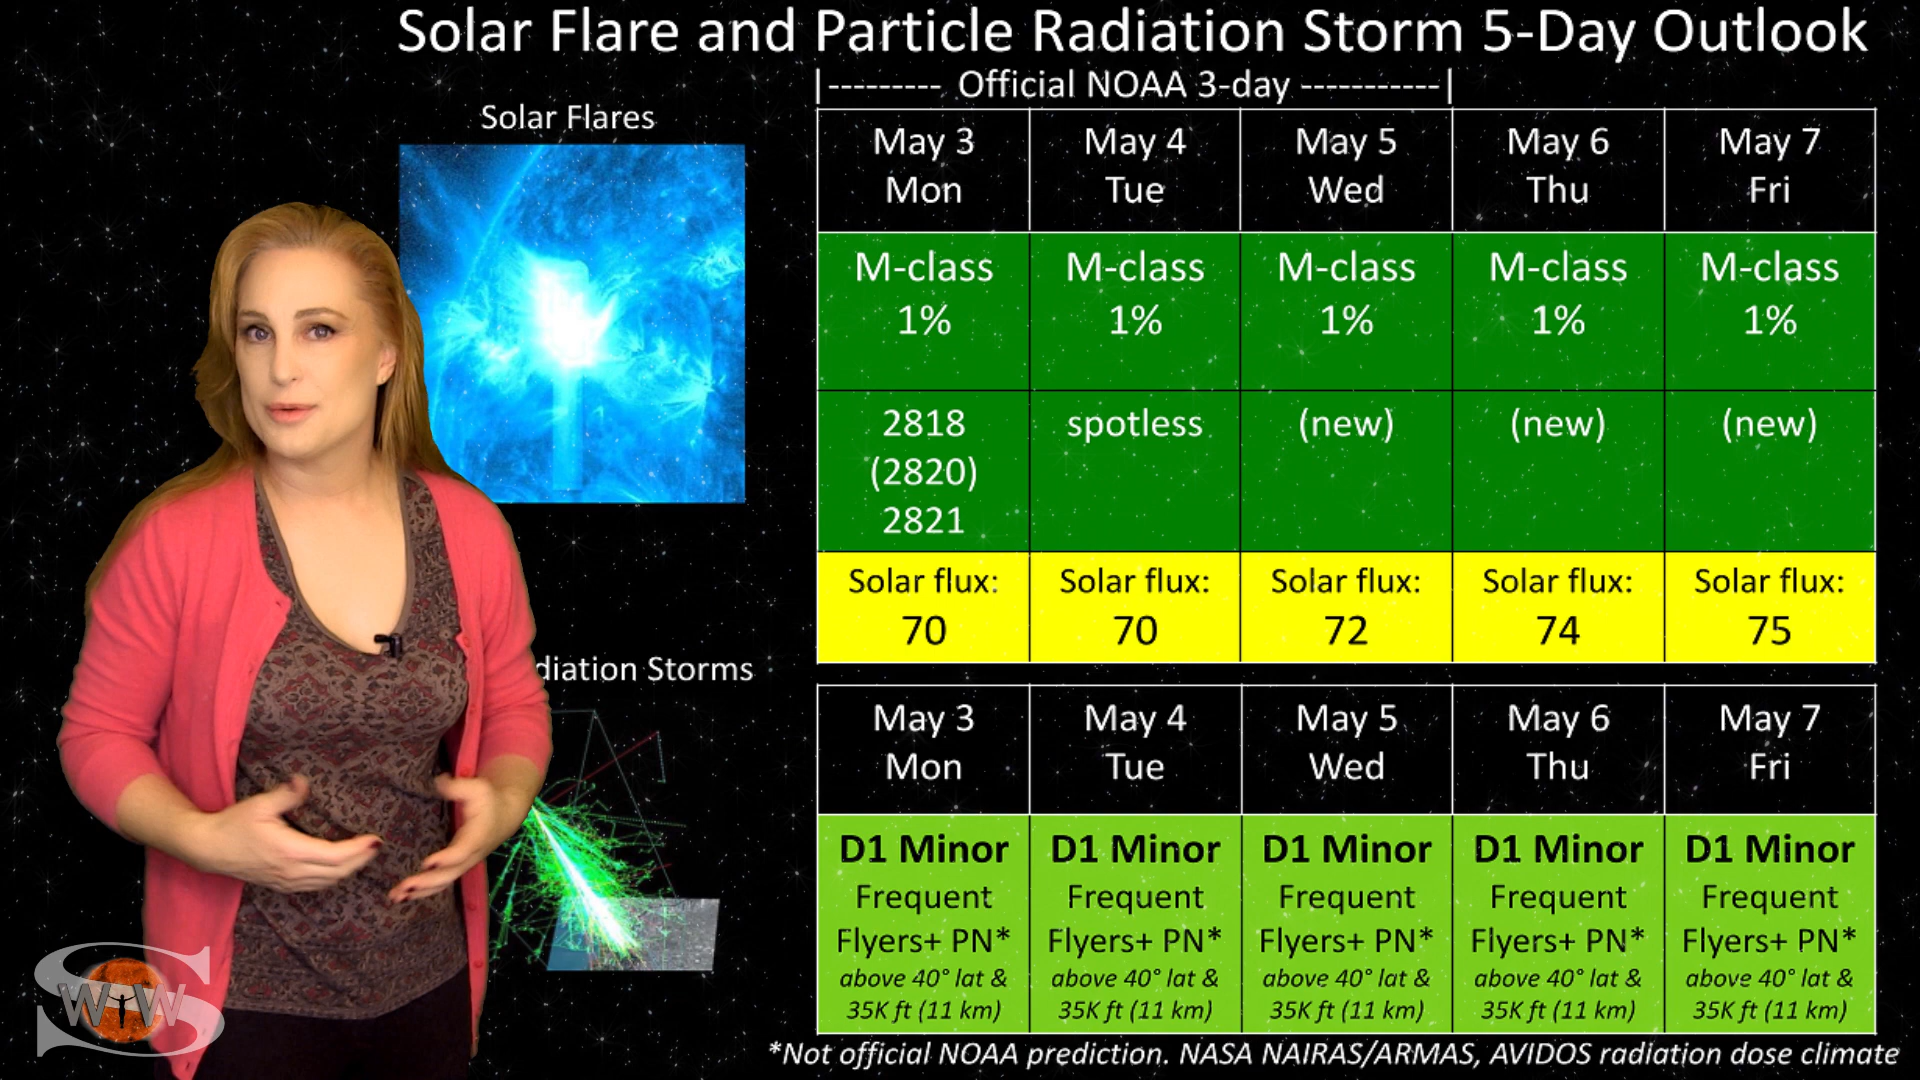 Solar Flare and Particle Radiation Storm 5-Day Outlook
|--------- Official NOAA 3-day -----------|
Solar Flares
May 3 May 4 May 5 May 6 May 7
Mon Tue Wed Thu Fri
M-class M-class M-class M-class M-class
1% 1% 1% 1% 1%
2818 spotless (new) (new) (new)
(2820)
2821
Solar flux: Solar flux: Solar flux: Solar flux: Solar flux:
70 70 72 74 75
diation Storms
May 3 May 4 May 5 May 6 May 7
Mon Tue Wed Thu Fri
D1 Minor D1 Minor D1 Minor D1 Minor D1 Minor
Frequent Frequent Frequent Frequent Frequent
Flyers+ PN* Flyers+ PN* Flyers+ PN* Flyers+ PN* Flyers+ PN*
above 40° lat & above 40° lat & above 40° lat & above 40° lat & above 40° lat &
35K ft (11 km) 35K ft (11 km) 35K ft (11 km) 35K ft (11 km) 35K ft (11 km)
*Not official NOAA prediction. NASA NAIRAS/ARMAS, AVIDOS radiation dose climate
S
WW